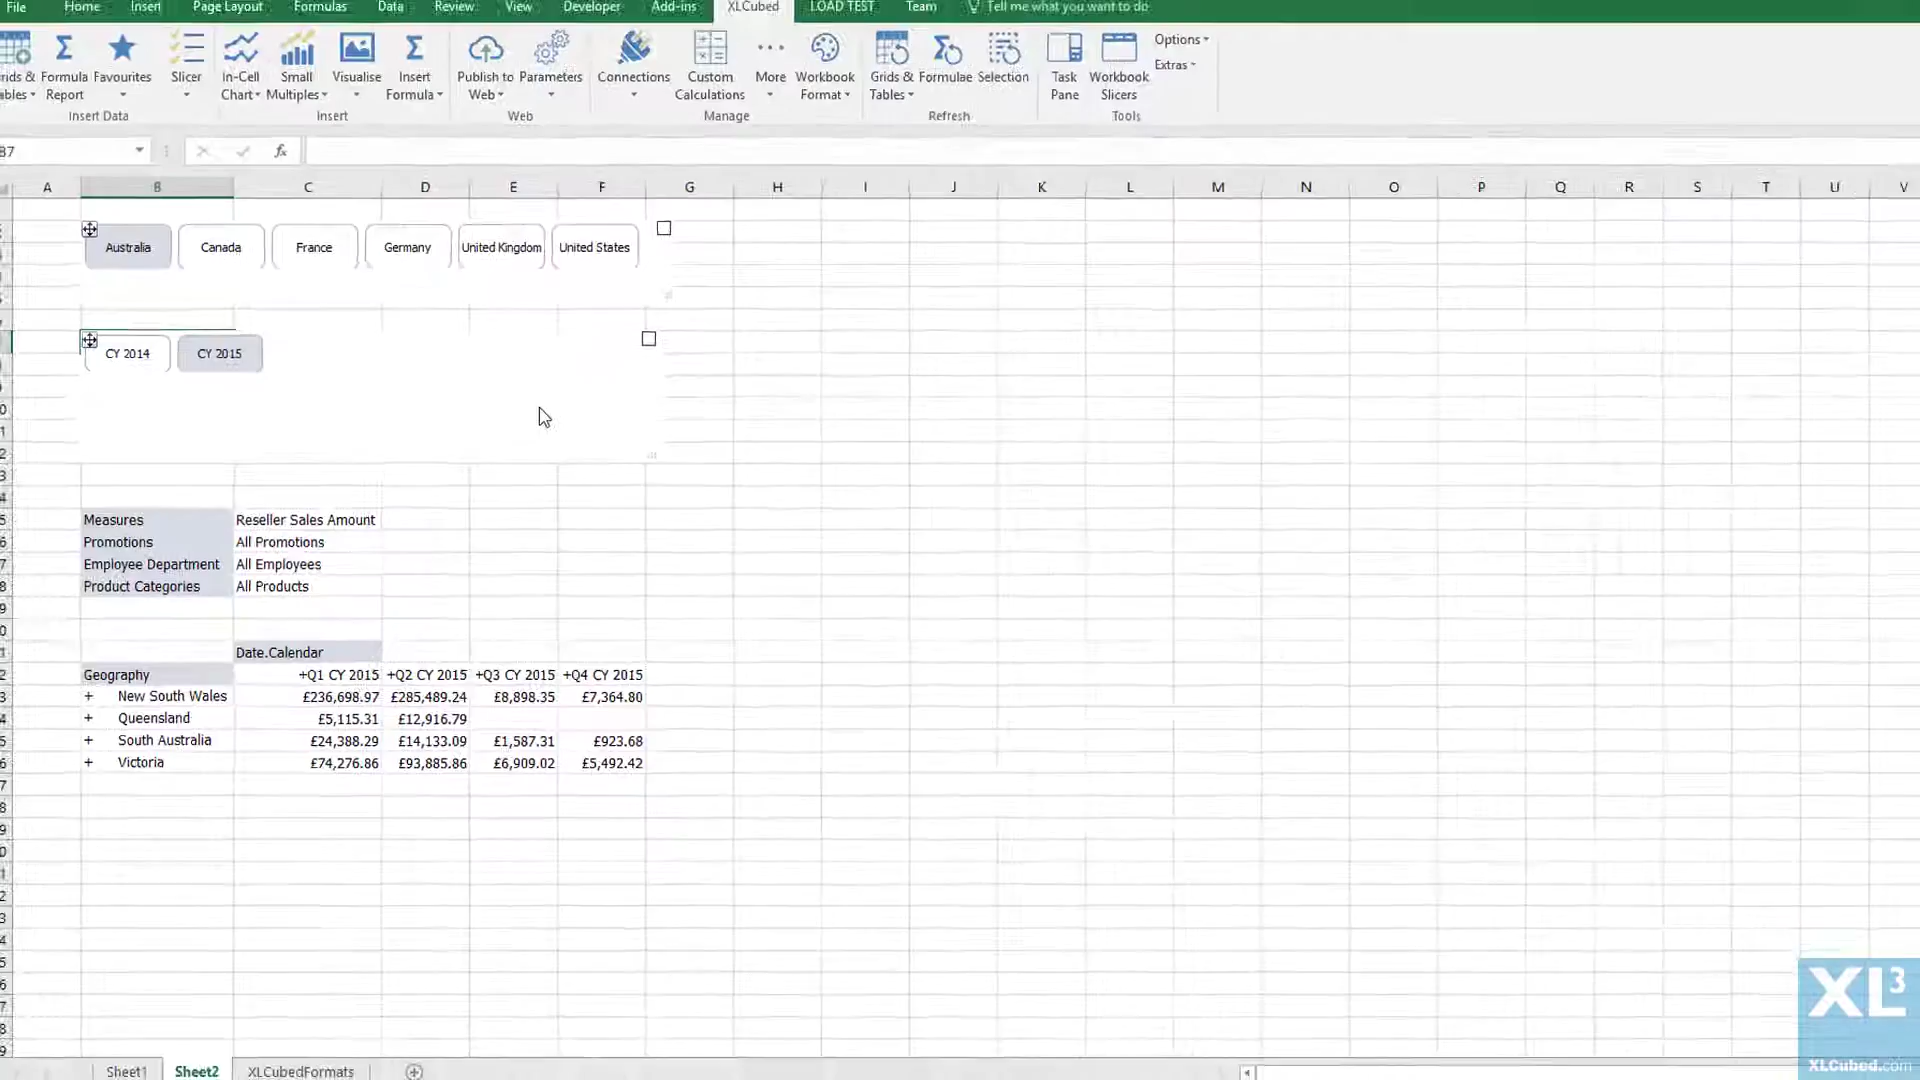 File Home Insert Page Layout Formulas Data Review View Developer Add-ins XLCubed LOAD TEST Team Tell me what you want to do
Formula Report
Favourites
Slicer
In-Cell Chart
Small Multiples
Visualise
Insert Formula
Publish to Web
Parameters
Connections
Custom Calculations
More
Workbook Format
Grids & Tables
Formulae
Selection
Task Pane
Workbook Slicers
Options
Extras
Insert Data Insert Web Manage Refresh Tools
B7 fx
A B C D E F G H I J K L M N O P Q R S T U V
Australia Canada France Germany United Kingdom United States
CY 2014 CY 2015
Measures Reseller Sales Amount
Promotions All Promotions
Employee Department All Employees
Product Categories All Products
Date.Calendar
Geography +Q1 CY 2015 +Q2 CY 2015 +Q3 CY 2015 +Q4 CY 2015
+ New South Wales £236,698.97 £285,489.24 £8,898.35 £7,364.80
+ Queensland £5,115.31 £12,916.79
+ South Australia £24,388.29 £14,133.09 £1,587.31 £923.68
+ Victoria £74,276.86 £93,885.86 £6,909.02 £5,492.42
Sheet1 Sheet2 XLCubedFormats
XL3
XLCubed.com